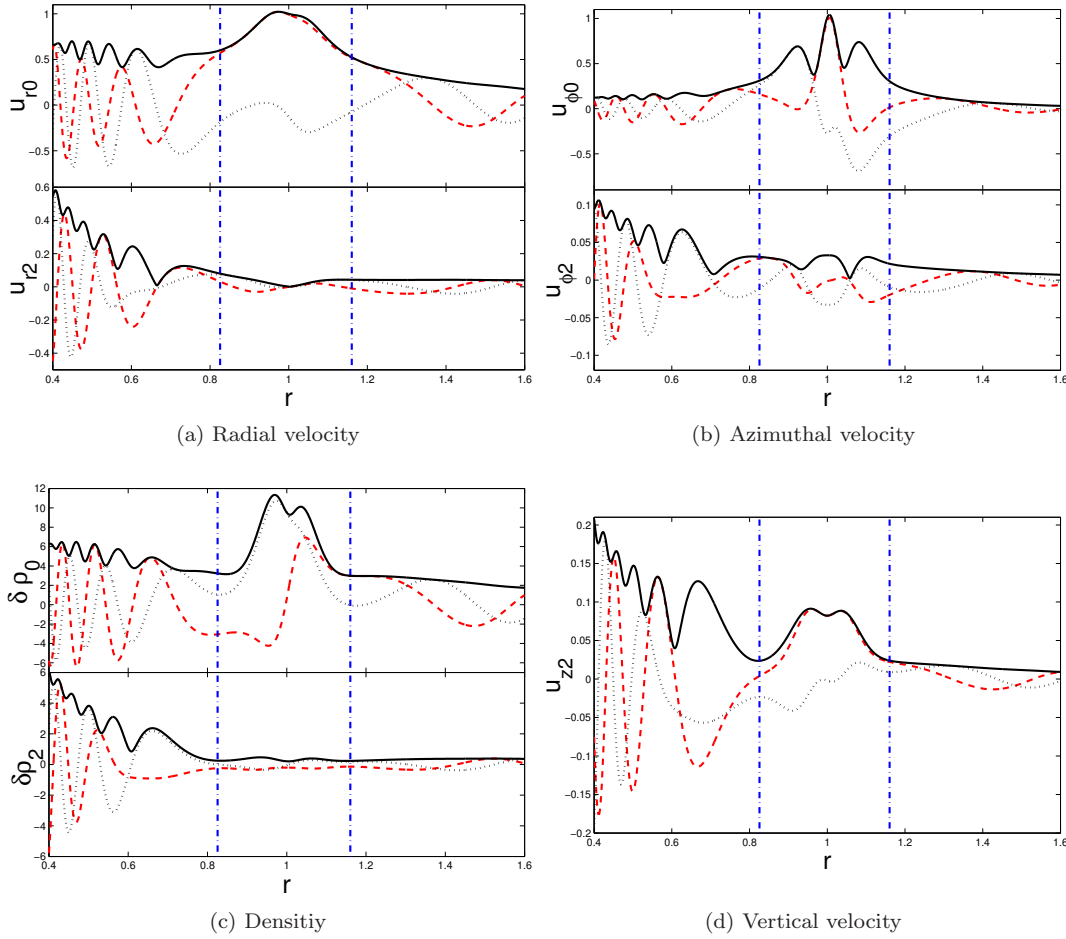 1
0.5
0
−0.5
u_r0
0.6
0.4
0.2
0
−0.2
−0.4
u_r2
0.4 0.6 0.8 1 1.2 1.4 1.6
r
(a) Radial velocity
1
0.5
0
−0.5
u_ϕ0
0.1
0.05
0
−0.05
−0.1
u_ϕ2
0.4 0.6 0.8 1 1.2 1.4 1.6
r
(b) Azimuthal velocity
12
10
8
6
4
2
0
−2
−4
−6
δ ρ_0
6
4
2
0
−2
−4
−6
δρ_2
0.4 0.6 0.8 1 1.2 1.4 1.6
r
(c) Densitiy
0.2
0.15
0.1
0.05
0
−0.05
−0.1
−0.15
−0.2
u_z2
0.4 0.6 0.8 1 1.2 1.4 1.6
r
(d) Vertical velocity